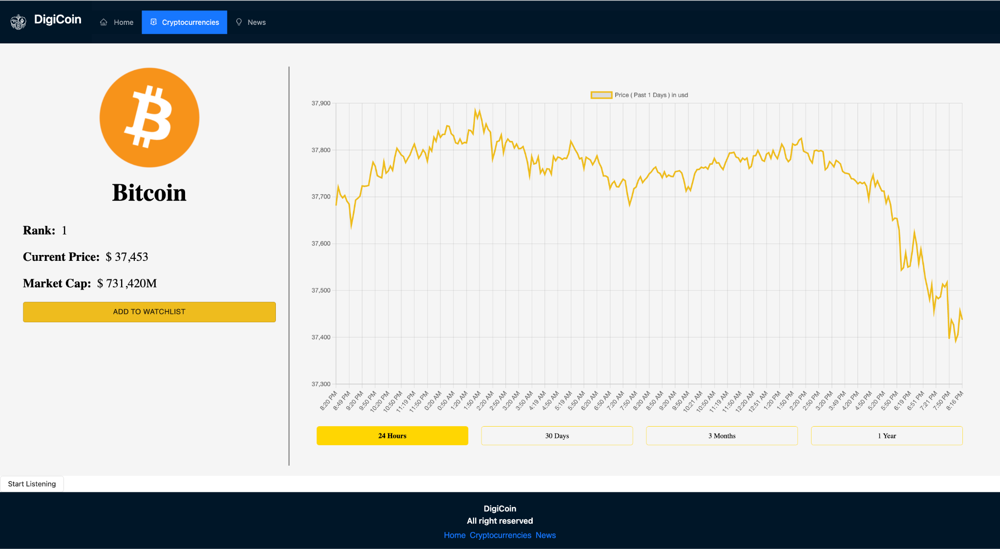 DigiCoin
Home
Cryptocurrencies
News
Bitcoin
Rank: 1
Current Price: $ 37,453
Market Cap: $ 731,420M
ADD TO WATCHLIST
Price ( Past 1 Days ) in usd
37,900
37,800
37,700
37,600
37,500
37,400
37,300
8:20 PM
8:49 PM
9:20 PM
9:50 PM
10:20 PM
10:50 PM
11:19 PM
11:50 PM
0:20 AM
0:50 AM
1:20 AM
1:50 AM
2:20 AM
2:50 AM
3:20 AM
3:50 AM
4:19 AM
4:50 AM
5:19 AM
5:50 AM
6:20 AM
6:50 AM
7:20 AM
7:50 AM
8:20 AM
8:50 AM
9:20 AM
9:50 AM
10:21 AM
10:50 AM
11:19 AM
11:50 AM
12:20 AM
12:51 AM
1:20 PM
1:50 PM
2:20 PM
2:50 PM
3:20 PM
3:49 PM
4:20 PM
4:50 PM
5:20 PM
5:50 PM
6:19 PM
6:51 PM
7:21 PM
7:50 PM
8:16 PM
24 Hours
30 Days
3 Months
1 Year
Start Listening
DigiCoin
All right reserved
Home Cryptocurrencies News